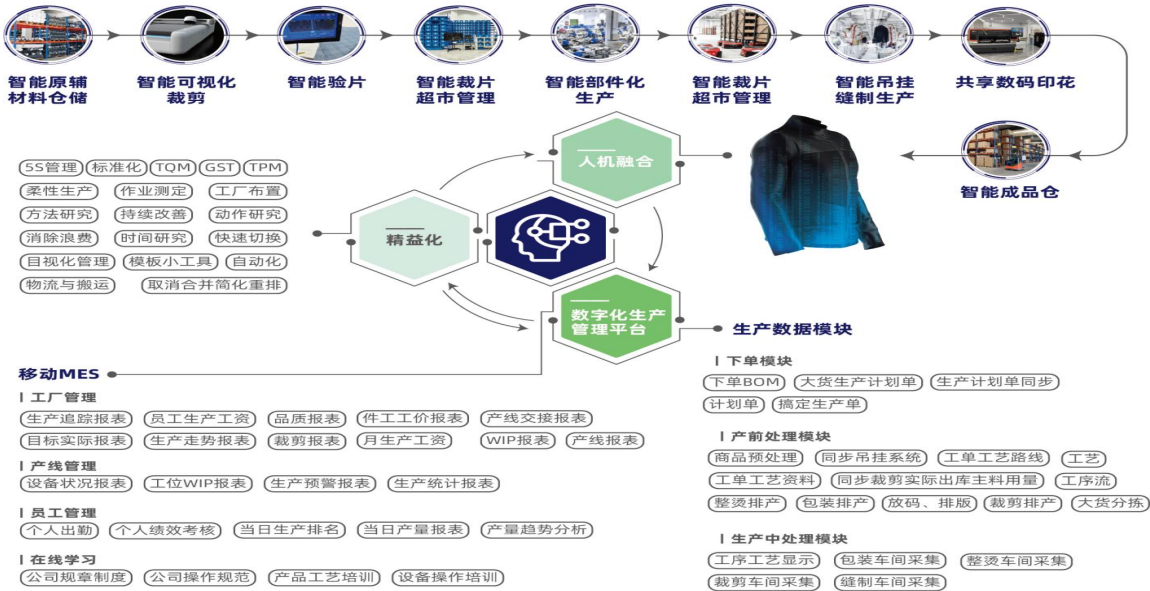 智能原辅
材料仓储
智能可视化
裁剪
智能验片
智能裁片
超市管理
智能部件化
生产
智能裁片
超市管理
智能吊挂
缝制生产
共享数码印花
智能成品仓
人机融合
精益化
数字化生产
管理平台
5S管理 标准化 TQM GST TPM
柔性生产 作业测定 工厂布置
方法研究 持续改善 动作研究
消除浪费 时间研究 快速切换
目视化管理 模板小工具 自动化
物流与搬运 取消合并简化重排
移动MES
工厂管理
生产追踪报表 员工生产工资 品质报表 件工工价报表 产线交接报表
目标实际报表 生产走势报表 裁剪报表 月生产工资 WIP报表 产线报表
产线管理
设备状况报表 工位WIP报表 生产预警报表 生产统计报表
员工管理
个人出勤 个人绩效考核 当日生产排名 当日产量报表 产量趋势分析
在线学习
公司规章制度 公司操作规范 产品工艺培训 设备操作培训
生产数据模块
下单模块
下单BOM 大货生产计划单 生产计划单同步
计划单 搞定生产单
产前处理模块
商品预处理 同步吊挂系统 工单工艺路线 工艺
工单工艺资料 同步裁剪实际出库主料用量 工序流
整烫排产 包装排产 放码、排版 裁剪排产 大货分拣
生产中处理模块
工序工艺显示 包装车间采集 整烫车间采集
裁剪车间采集 缝制车间采集